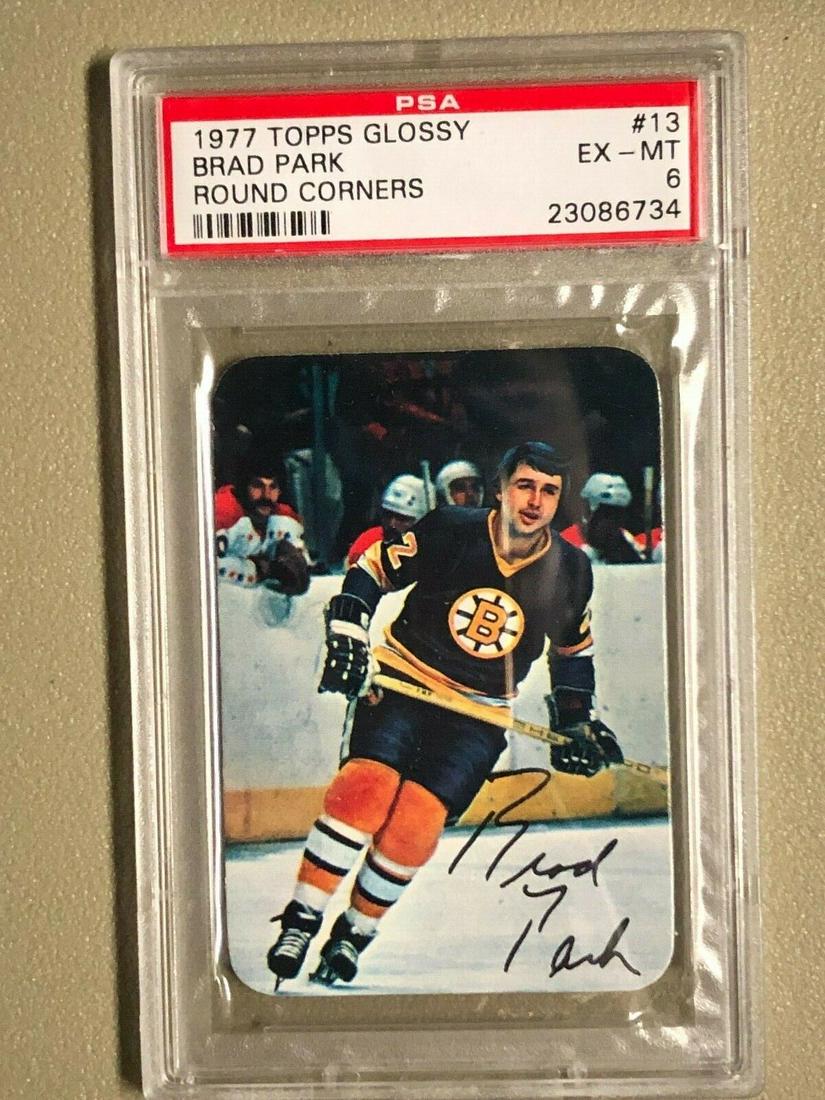 PSA
1977 TOPPS GLOSSY #13
BRAD PARK EX - MT
ROUND CORNERS 6
23086734
2
B
Brad
Park